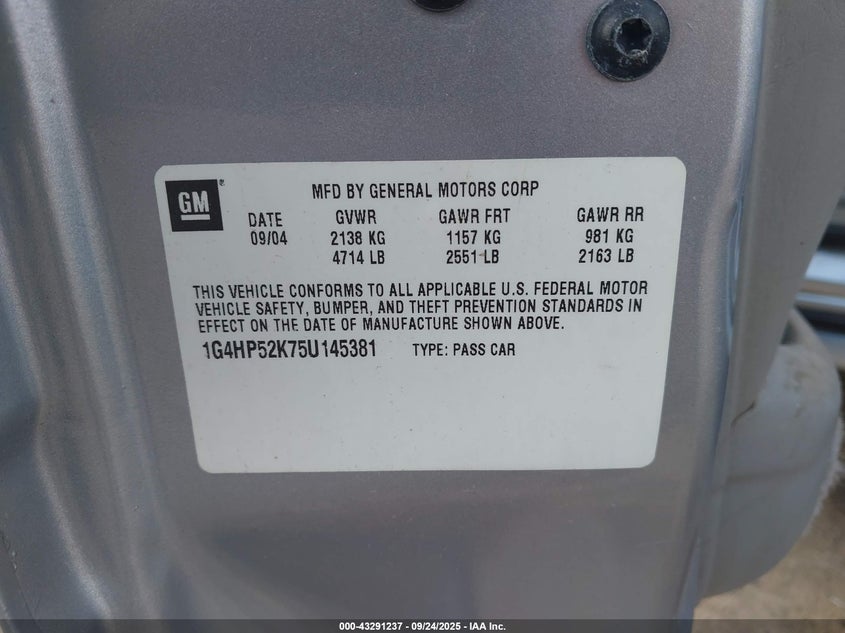 GM®
MFD BY GENERAL MOTORS CORP
DATE GVWR GAWR FRT GAWR RR
09/04 2138 KG 1157 KG 981 KG
4714 LB 2551 LB 2163 LB
THIS VEHICLE CONFORMS TO ALL APPLICABLE U.S. FEDERAL MOTOR
VEHICLE SAFETY, BUMPER, AND THEFT PREVENTION STANDARDS IN
EFFECT ON THE DATE OF MANUFACTURE SHOWN ABOVE.
1G4HP52K75U145381 TYPE: PASS CAR
000-43291237 - 09/24/2025 - IAA Inc.